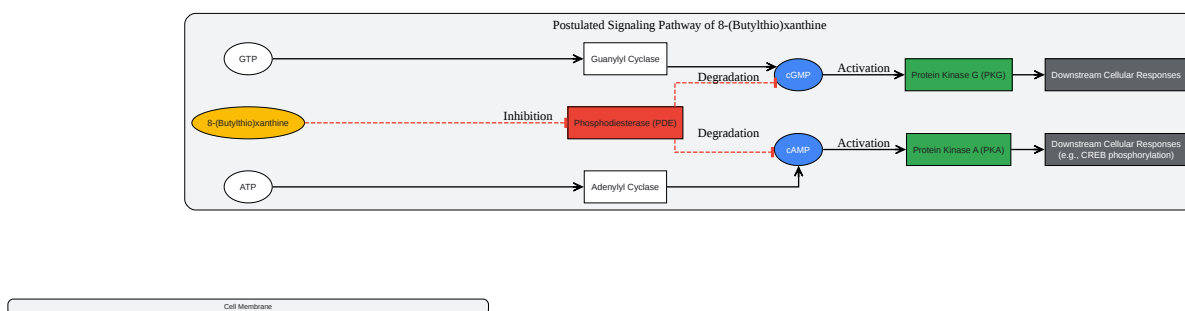 Postulated Signaling Pathway of 8-(Butylthio)xanthine
GTP
Guanylyl Cyclase
Degradation
cGMP
Activation
Protein Kinase G (PKG)
Downstream Cellular Responses
8-(Butylthio)xanthine
Inhibition
Phosphodiesterase (PDE)
Degradation
cAMP
Activation
Protein Kinase A (PKA)
Downstream Cellular Responses
(e.g., CREB phosphorylation)
ATP
Adenylyl Cyclase
Cell Membrane